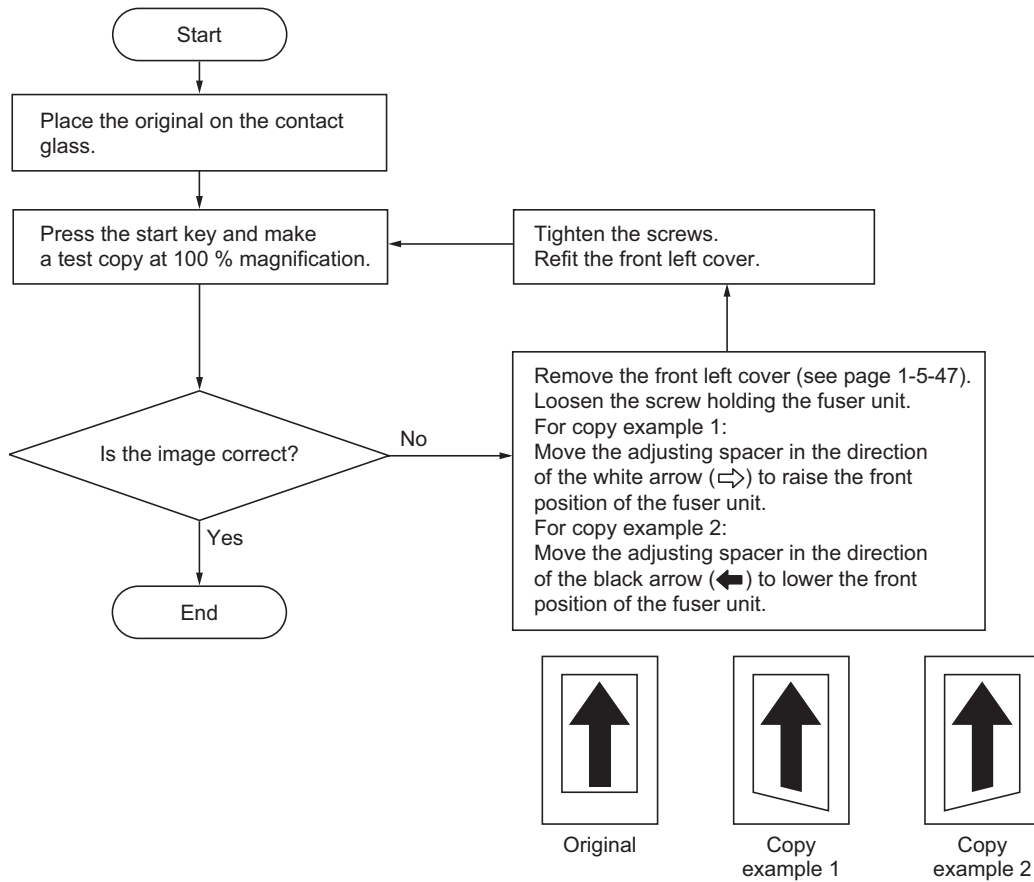 Start
Place the original on the contact
glass.
Press the start key and make
a test copy at 100 % magnification.
Tighten the screws.
Refit the front left cover.
Is the image correct?
No
Yes
End
Remove the front left cover (see page 1-5-47).
Loosen the screw holding the fuser unit.
For copy example 1:
Move the adjusting spacer in the direction
of the white arrow (⇨) to raise the front
position of the fuser unit.
For copy example 2:
Move the adjusting spacer in the direction
of the black arrow (⬅) to lower the front
position of the fuser unit.
Original
Copy
example 1
Copy
example 2